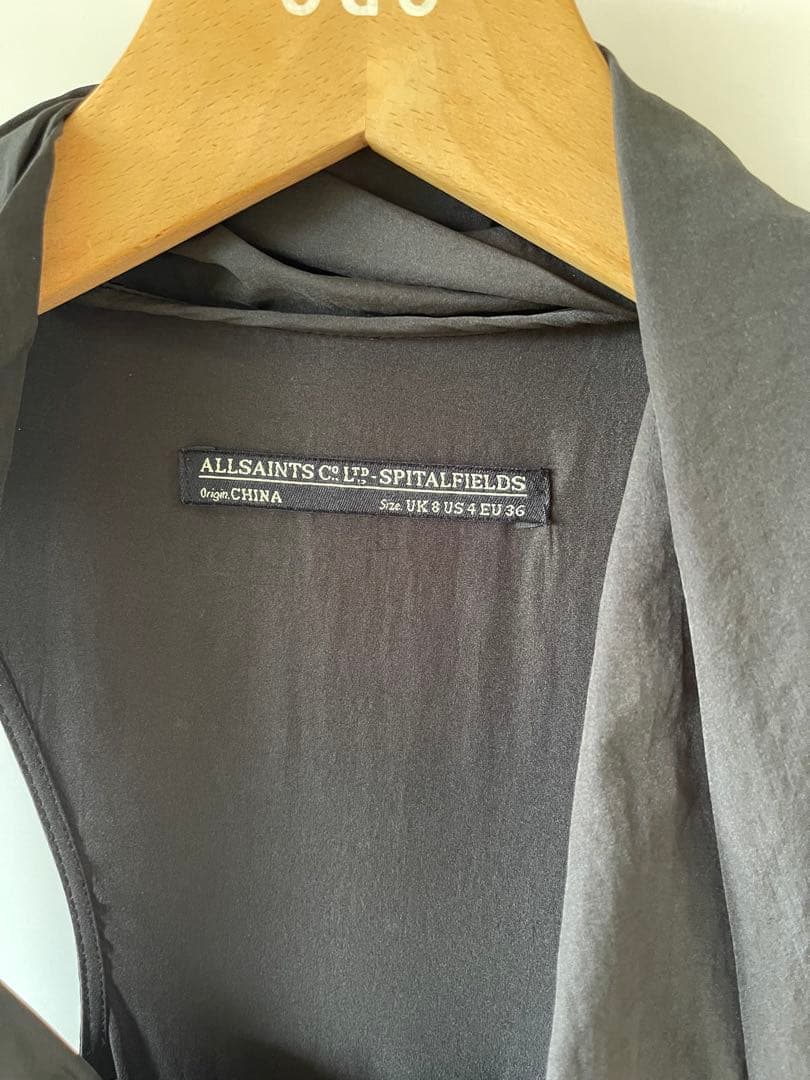 ALLSAINTS Cº LTD - SPITALFIELDS
Origin. CHINA
Size. UK 8 US 4 EU 36